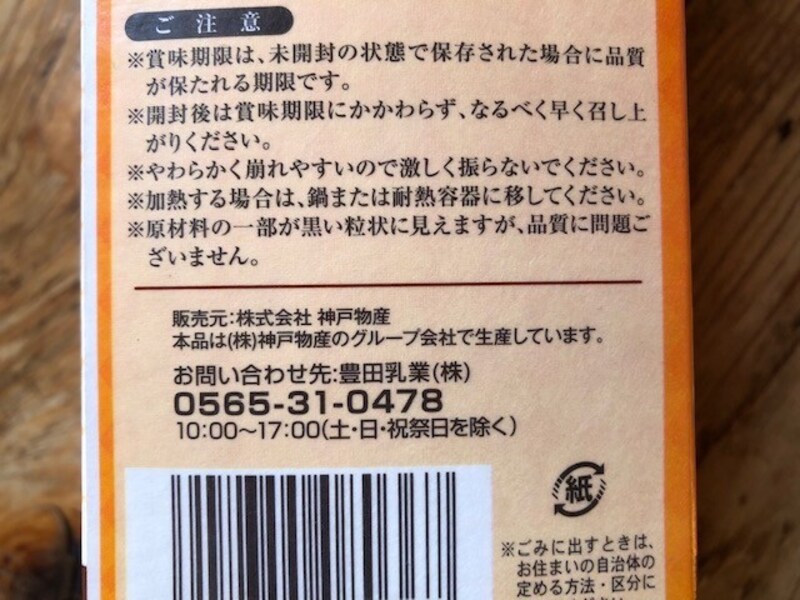 ご注意
※賞味期限は、未開封の状態で保存された場合に品質
が保たれる期限です。
※開封後は賞味期限にかかわらず、なるべく早く召し上
がりください。
※やわらかく崩れやすいので激しく振らないでください。
※加熱する場合は、鍋または耐熱容器に移してください。
※原材料の一部が黒い粒状に見えますが、品質に問題ご
ざいません。
販売元:株式会社 神戸物産
本品は(株)神戸物産のグループ会社で生産しています。
お問い合わせ先:豊田乳業(株)
0565-31-0478
10:00〜17:00(土・日・祝祭日を除く)
紙
※ごみに出すときは、
お住まいの自治体の
定める方法・区分に